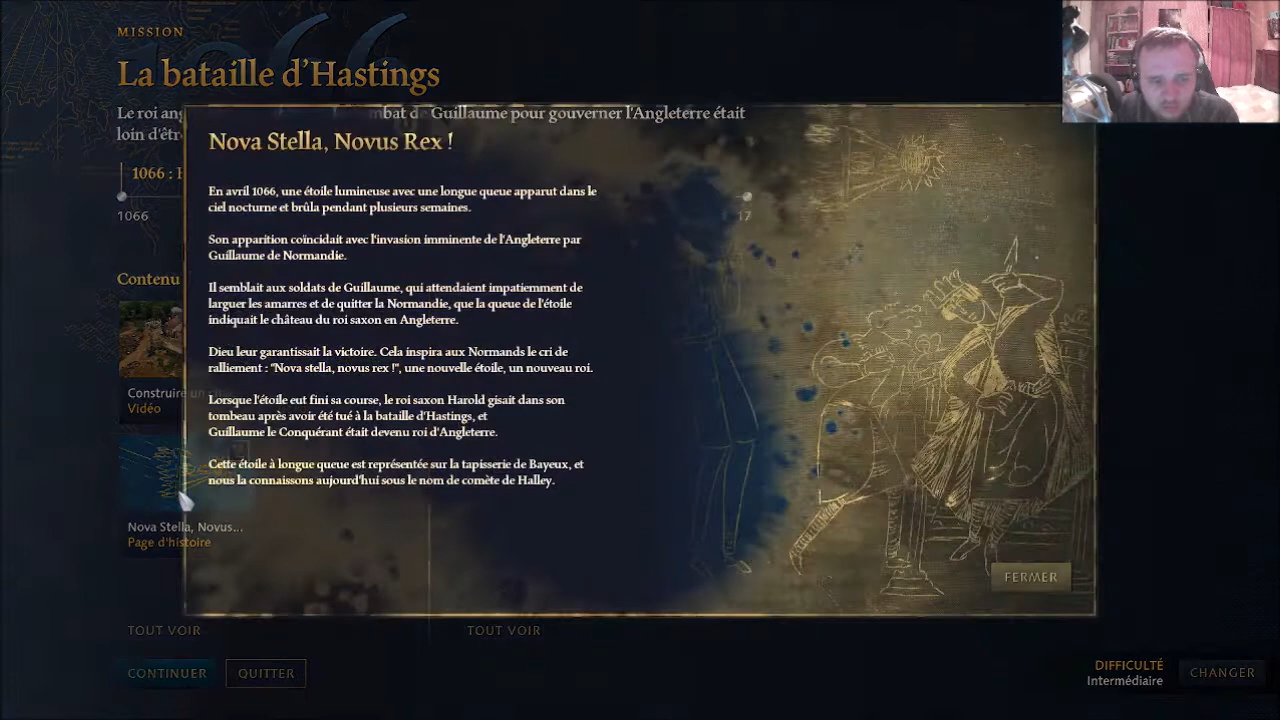 MISSION
1066
La bataille d'Hastings
Le roi ang mbat de Guillaume pour gouverner l'Angleterre était
loin d'êtr
1066 :
1066
17
Contenu
Nova Stella, Novus Rex !
En avril 1066, une étoile lumineuse avec une longue queue apparut dans le
ciel nocturne et brûla pendant plusieurs semaines.
Son apparition coïncidait avec l'invasion imminente de l'Angleterre par
Guillaume de Normandie.
Il semblait aux soldats de Guillaume, qui attendaient impatiemment de
larguer les amarres et de quitter la Normandie, que la queue de l'étoile
indiquait le château du roi saxon en Angleterre.
Dieu leur garantissait la victoire. Cela inspira aux Normands le cri de
ralliement : "Nova stella, novus rex !", une nouvelle étoile, un nouveau roi.
Lorsque l'étoile eut fini sa course, le roi saxon Harold gisait dans son
tombeau après avoir été tué à la bataille d'Hastings, et
Guillaume le Conquérant était devenu roi d'Angleterre.
Cette étoile à longue queue est représentée sur la tapisserie de Bayeux, et
nous la connaissons aujourd'hui sous le nom de comète de Halley.
FERMER
Construire un
Vidéo
Nova Stella, Novus...
Page d'histoire
TOUT VOIR
TOUT VOIR
CONTINUER
QUITTER
DIFFICULTÉ
Intermédiaire
CHANGER